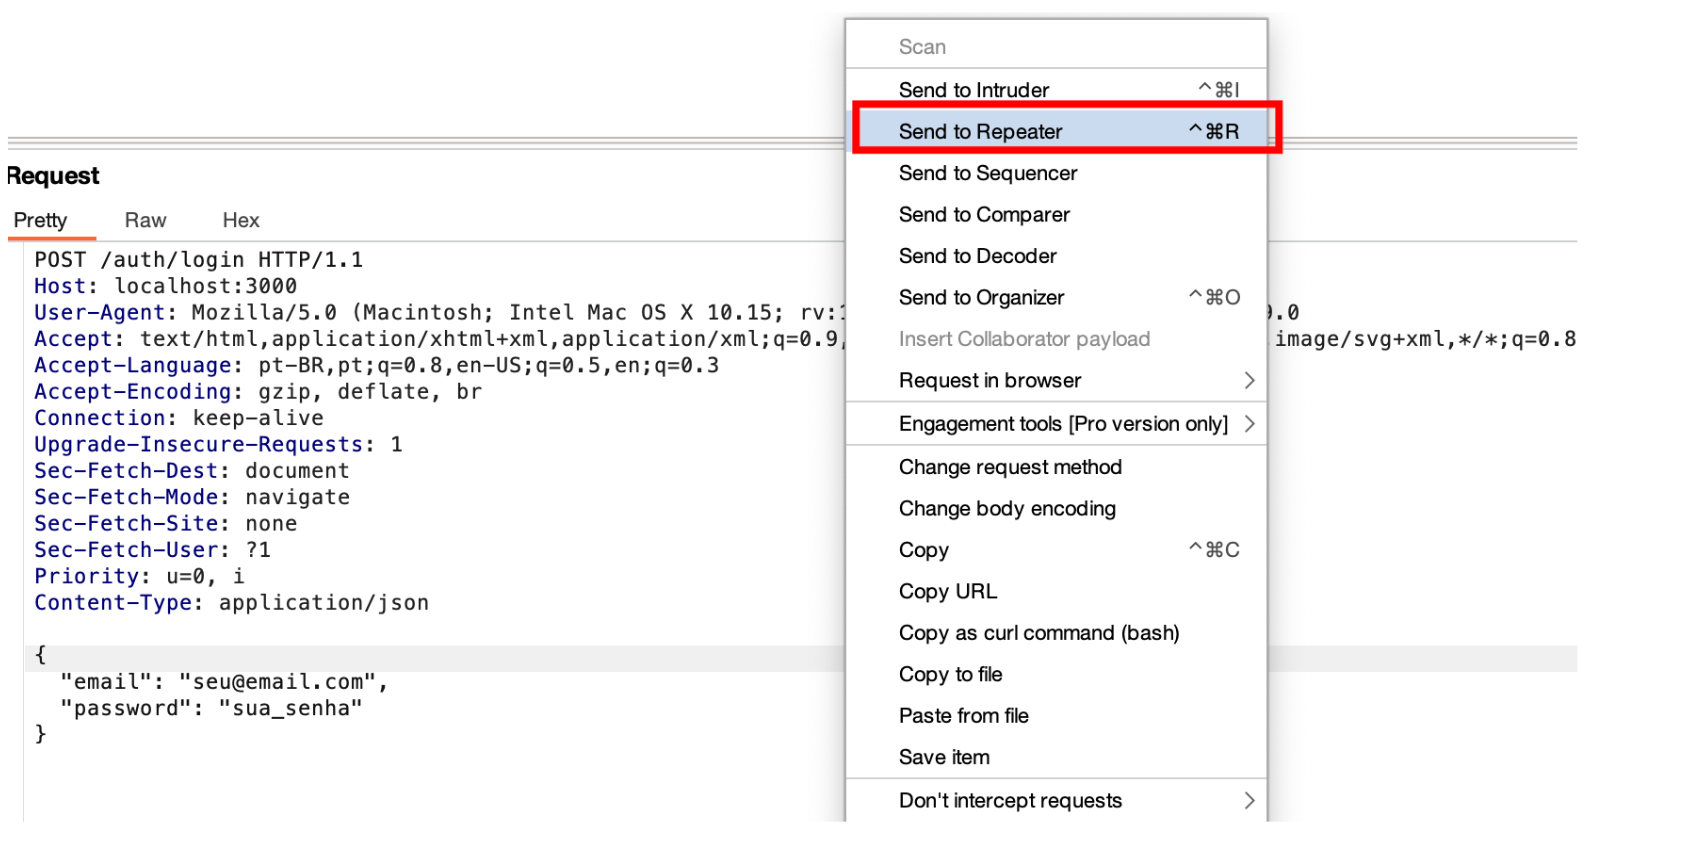 Request
Pretty Raw Hex
POST /auth/login HTTP/1.1
Host: localhost:3000
User-Agent: Mozilla/5.0 (Macintosh; Intel Mac OS X 10.15; rv: .0
Accept: text/html,application/xhtml+xml,application/xml;q=0.9, image/svg+xml,*/*;q=0.8
Accept-Language: pt-BR,pt;q=0.8,en-US;q=0.5,en;q=0.3
Accept-Encoding: gzip, deflate, br
Connection: keep-alive
Upgrade-Insecure-Requests: 1
Sec-Fetch-Dest: document
Sec-Fetch-Mode: navigate
Sec-Fetch-Site: none
Sec-Fetch-User: ?1
Priority: u=0, i
Content-Type: application/json
{
"email": "seu@email.com",
"password": "sua_senha"
}
Scan
Send to Intruder ^⌘I
Send to Repeater ^⌘R
Send to Sequencer
Send to Comparer
Send to Decoder
Send to Organizer ^⌘O
Insert Collaborator payload
Request in browser >
Engagement tools [Pro version only] >
Change request method
Change body encoding
Copy ^⌘C
Copy URL
Copy as curl command (bash)
Copy to file
Paste from file
Save item
Don't intercept requests >